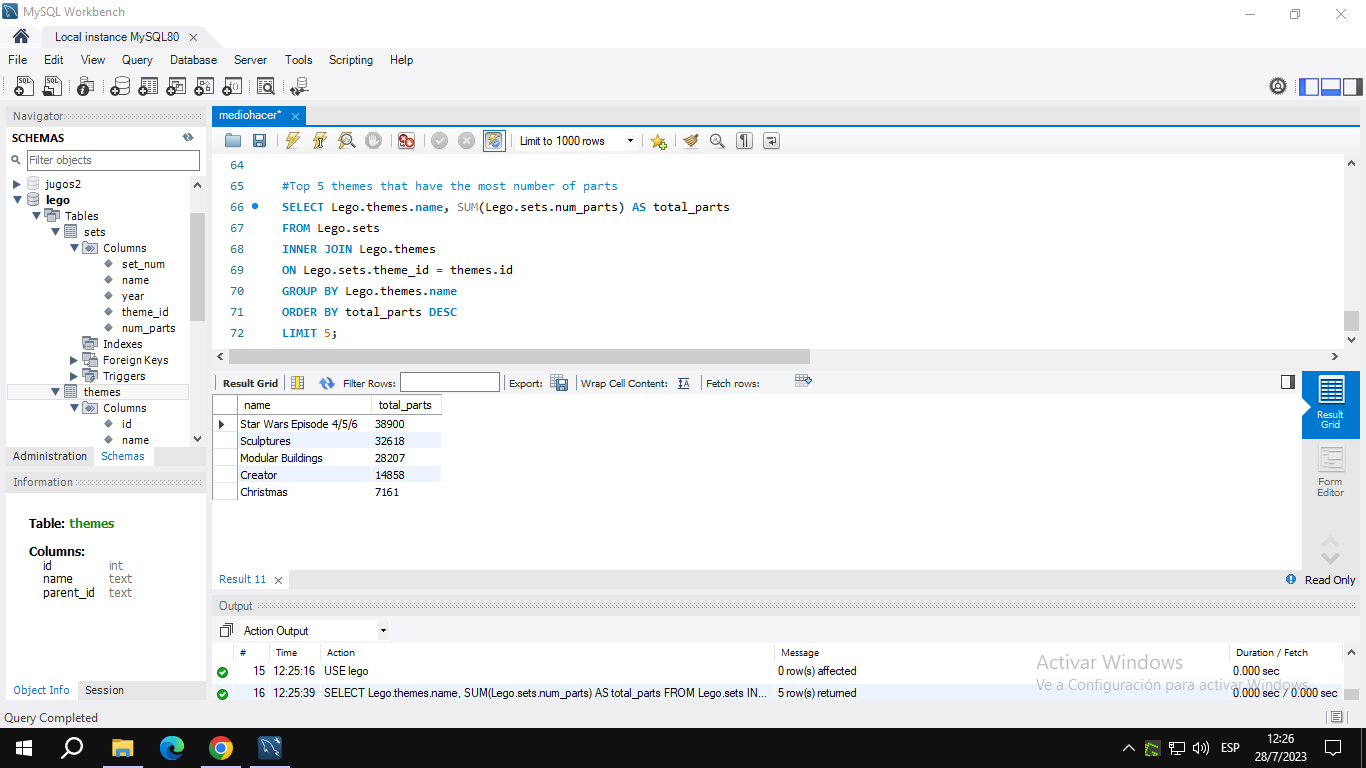 MySQL Workbench
Local instance MySQL80
File Edit View Query Database Server Tools Scripting Help
Navigator
SCHEMAS
Filter objects
jugos2
lego
Tables
sets
Columns
set_num
name
year
theme_id
num_parts
Indexes
Foreign Keys
Triggers
themes
Columns
id
name
Administration Schemas
Information
Table: themes
Columns:
id int
name text
parent_id text
Object Info Session
mediohacer*
Limit to 1000 rows
64
65 #Top 5 themes that have the most number of parts
66 SELECT Lego.themes.name, SUM(Lego.sets.num_parts) AS total_parts
67 FROM Lego.sets
68 INNER JOIN Lego.themes
69 ON Lego.sets.theme_id = themes.id
70 GROUP BY Lego.themes.name
71 ORDER BY total_parts DESC
72 LIMIT 5;
Result Grid Filter Rows: Export: Wrap Cell Content: Fetch rows:
name total_parts
Star Wars Episode 4/5/6 38900
Sculptures 32618
Modular Buildings 28207
Creator 14858
Christmas 7161
Result
Grid
Form
Editor
Result 11
Read Only
Output
Action Output
# Time Action Message Duration / Fetch
15 12:25:16 USE lego 0 row(s) affected 0.000 sec
16 12:25:39 SELECT Lego.themes.name, SUM(Lego.sets.num_parts) AS total_parts FROM Lego.sets IN... 5 row(s) returned 0.000 sec / 0.000 sec
Activar Windows
Ve a Configuración para activar Windows.
Query Completed
ESP
12:26
28/7/2023